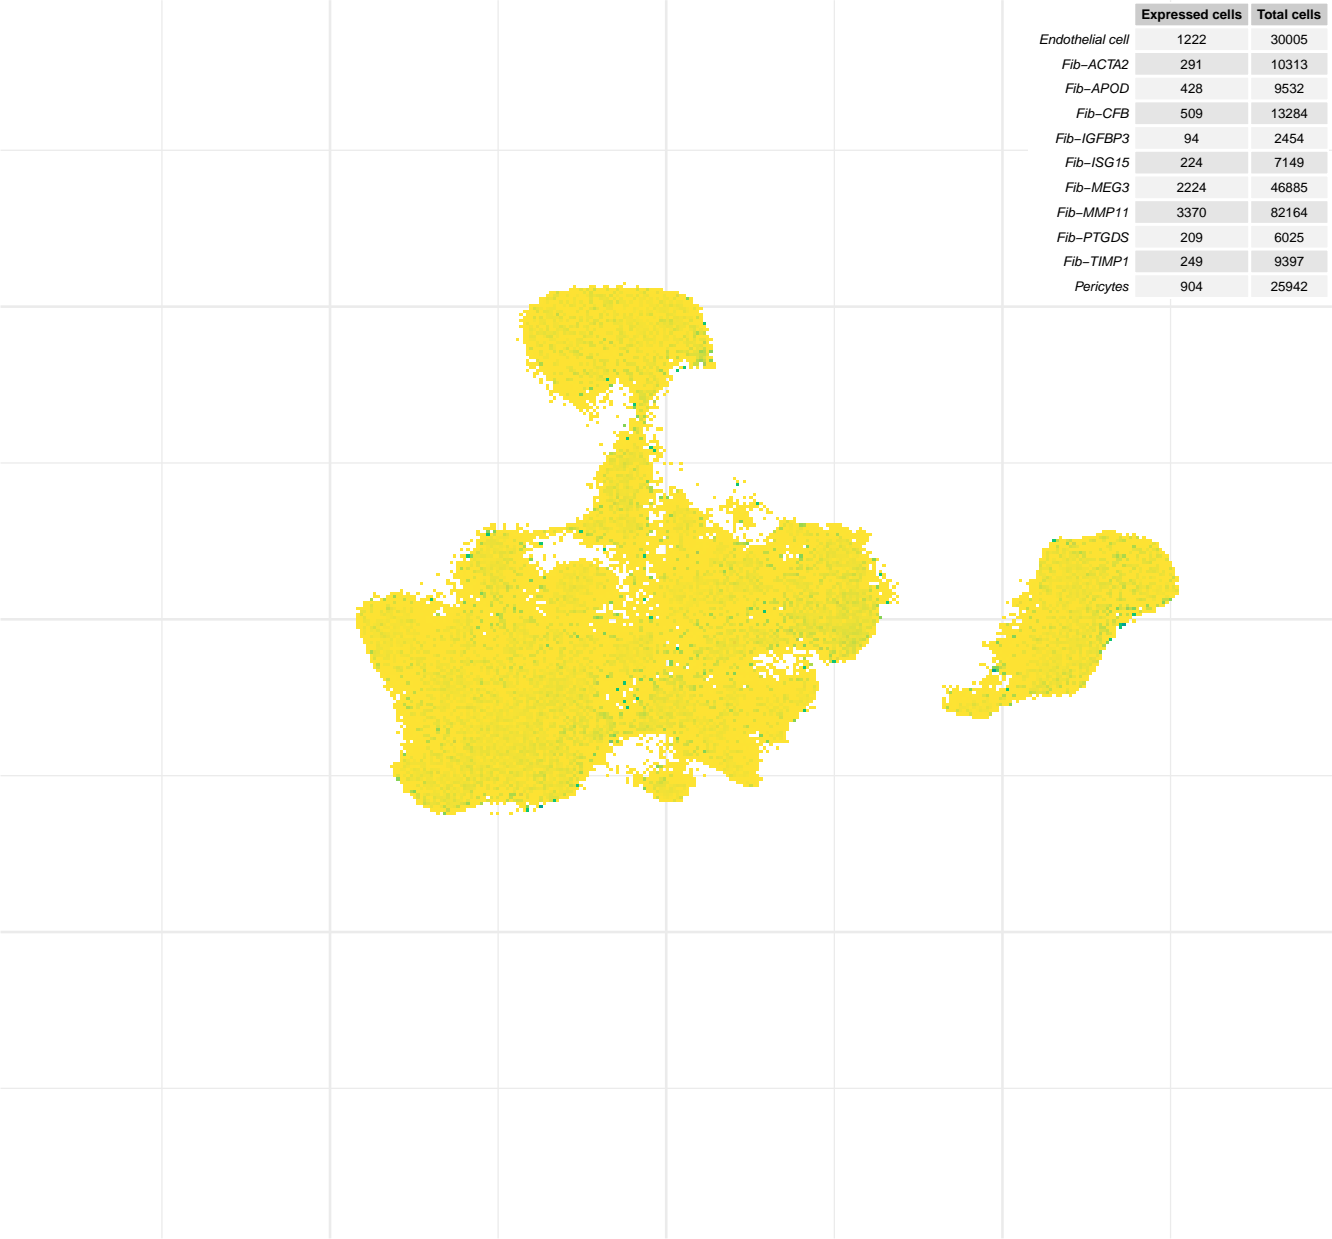 Expressed cells Total cells
Endothelial cell 1222 30005
Fib−ACTA2 291 10313
Fib−APOD 428 9532
Fib−CFB 509 13284
Fib−IGFBP3 94 2454
Fib−ISG15 224 7149
Fib−MEG3 2224 46885
Fib−MMP11 3370 82164
Fib−PTGDS 209 6025
Fib−TIMP1 249 9397
Pericytes 904 25942